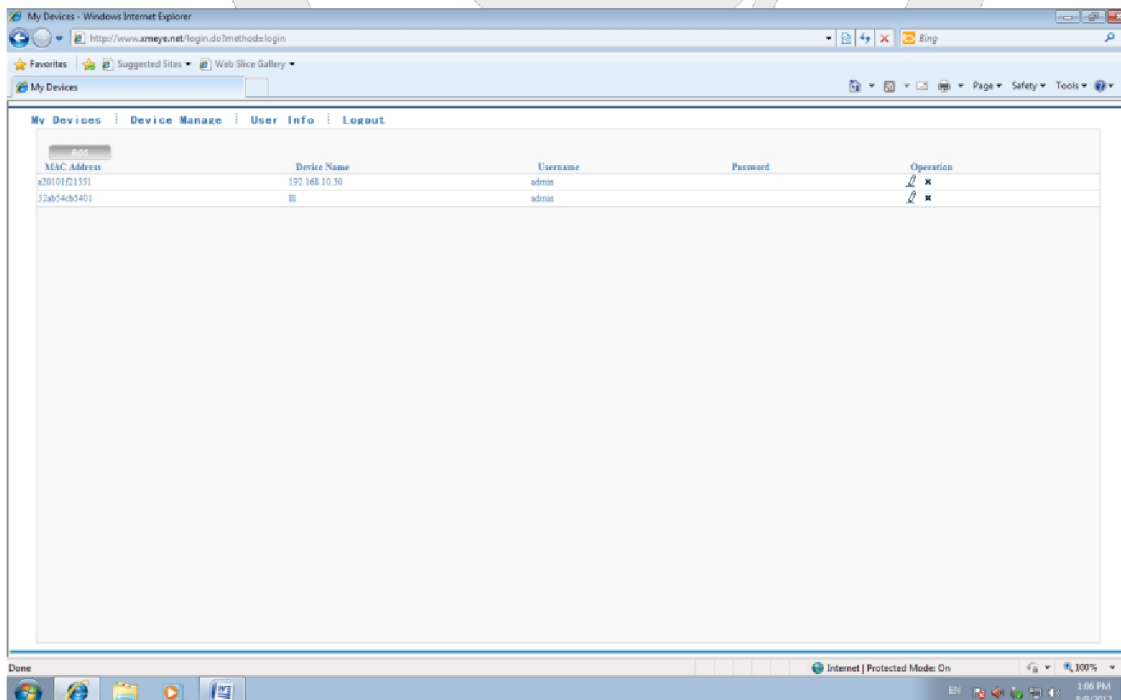 My Devices - Windows Internet Explorer
http://www.xmeye.net/login.do?method=login
Bing
Favorites
Suggested Sites
Web Slice Gallery
My Devices
Page
Safety
Tools
My Devices
Device Manage
User Info
Logout
Add
MAC Address
Device Name
Username
Password
Operation
192.168.10.30
admin
32ab54cb5401
admin
Done
Internet | Protected Mode: On
100%
EN
1:06 PM